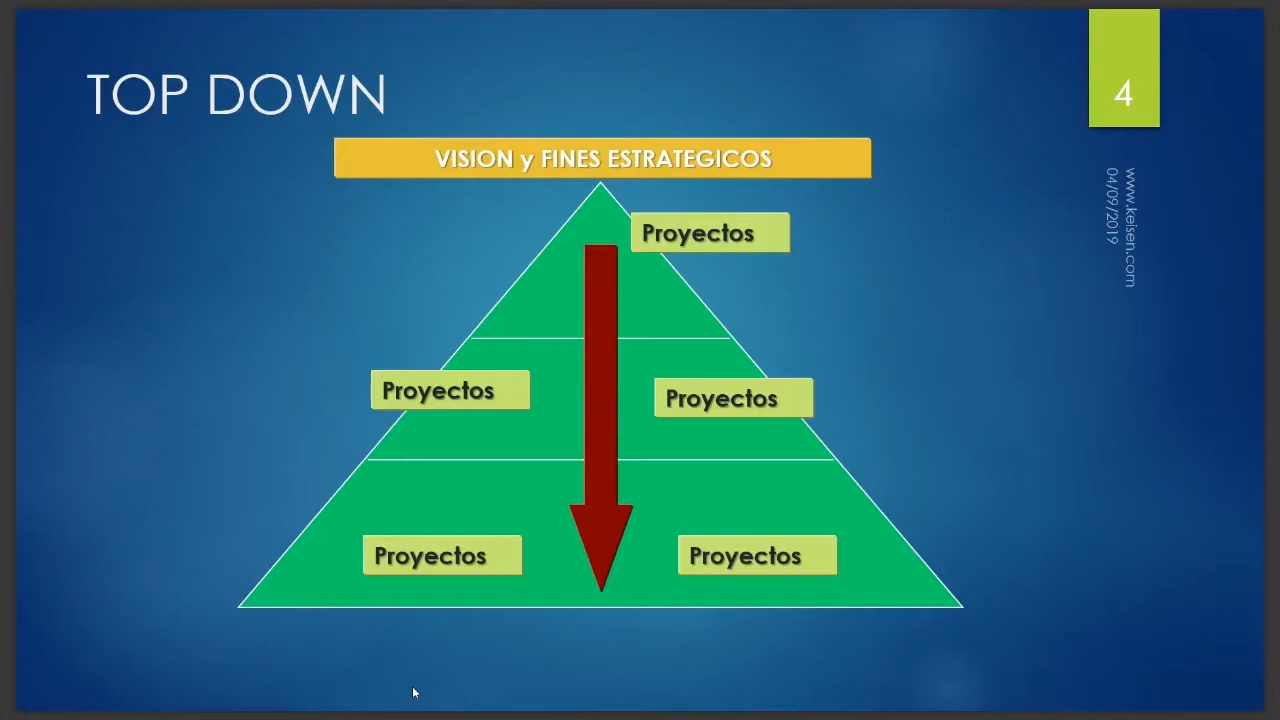 TOP DOWN
4
VISION y FINES ESTRATEGICOS
www.keisen.com
04/09/2019
Proyectos
Proyectos
Proyectos
Proyectos
Proyectos